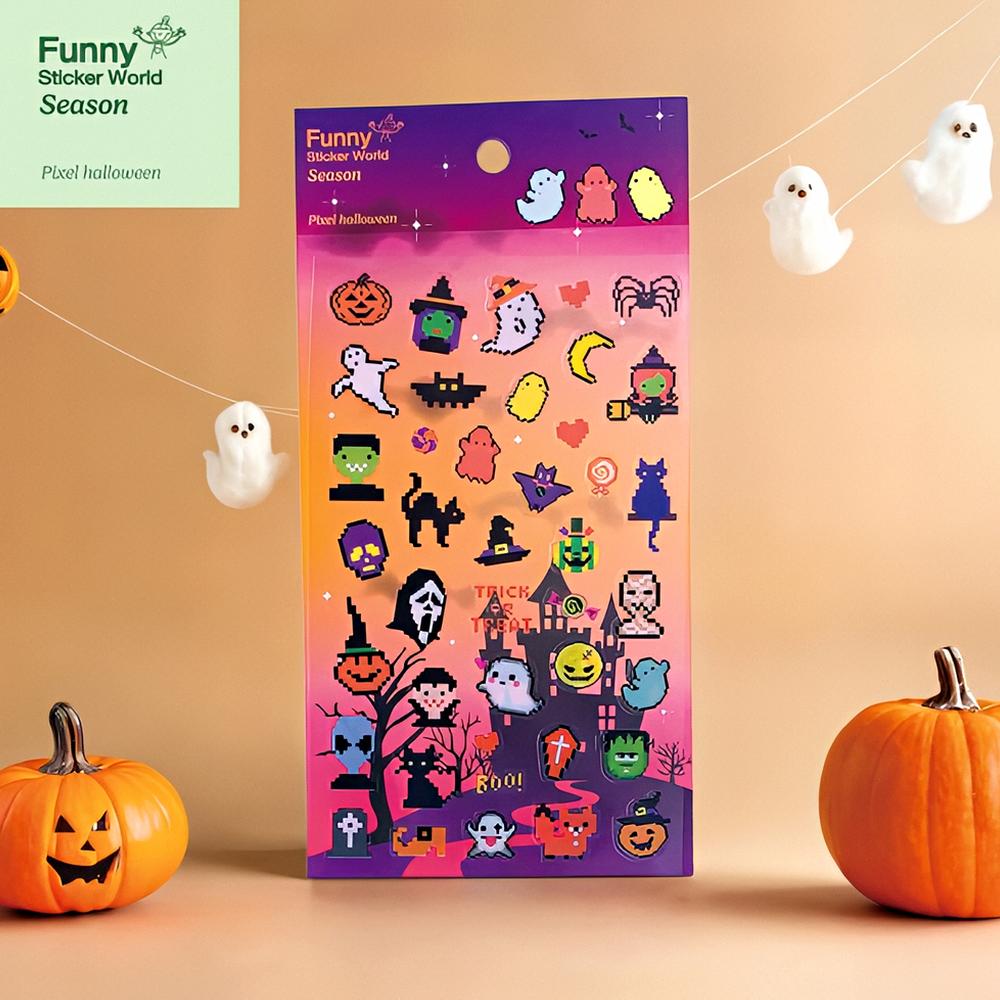 Funny
Sticker World
Season
Pixel halloween
Funny
Sticker World
Season
Pixel halloween
TRICK
OR
TREAT
BOO!